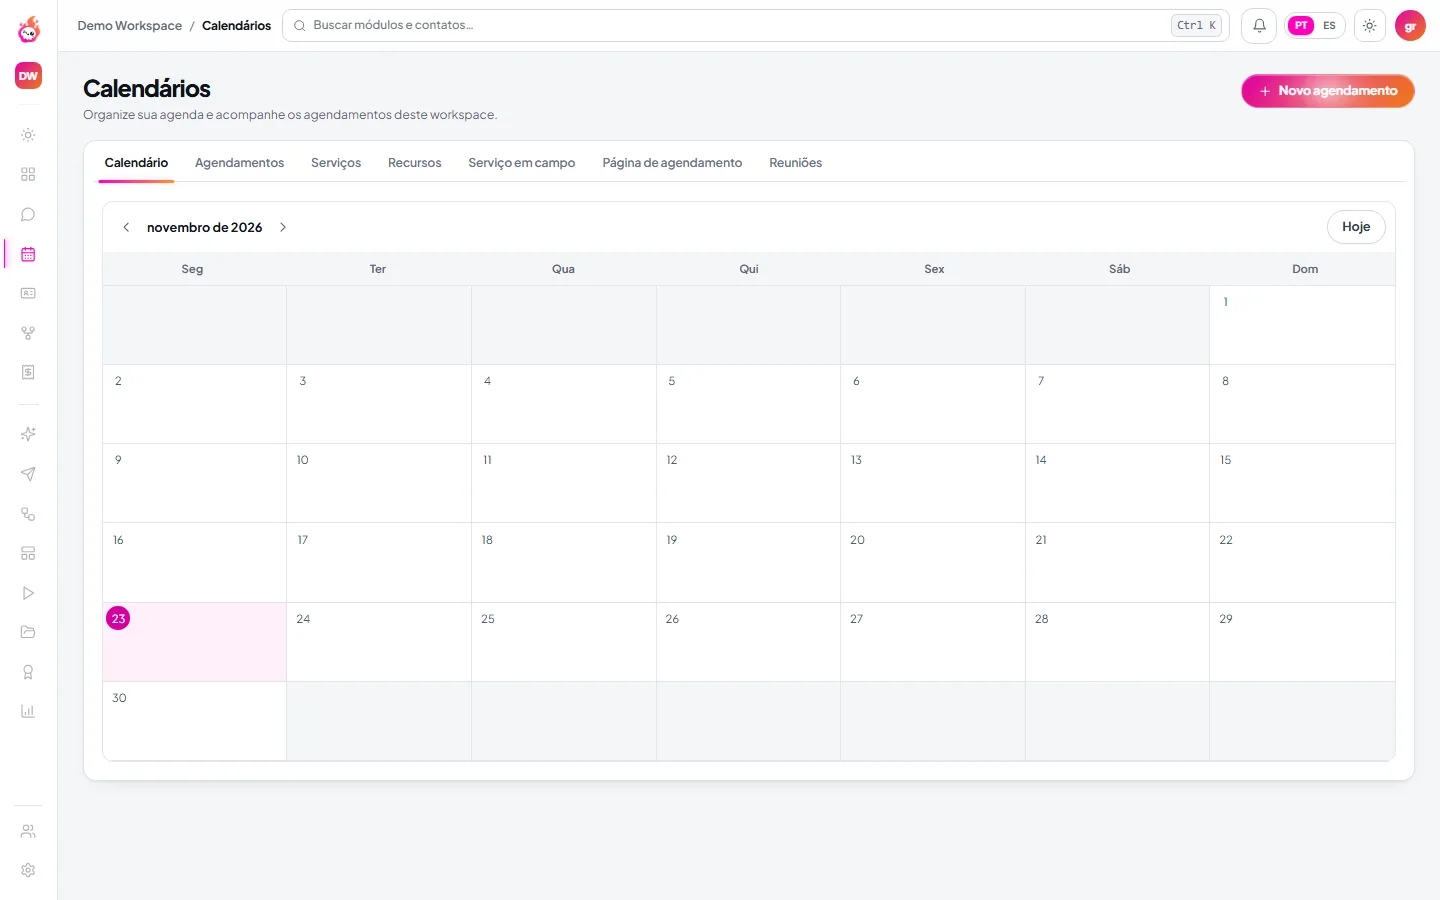 Demo Workspace / Calendários
Buscar módulos e contatos...
Ctrl K
PT ES
gr
DW
Calendários
Organize sua agenda e acompanhe os agendamentos deste workspace.
+ Novo agendamento
Calendário Agendamentos Serviços Recursos Serviço em campo Página de agendamento Reuniões
novembro de 2026
Hoje
Seg Ter Qua Qui Sex Sáb Dom
1
2 3 4 5 6 7 8
9 10 11 12 13 14 15
16 17 18 19 20 21 22
23 24 25 26 27 28 29
30